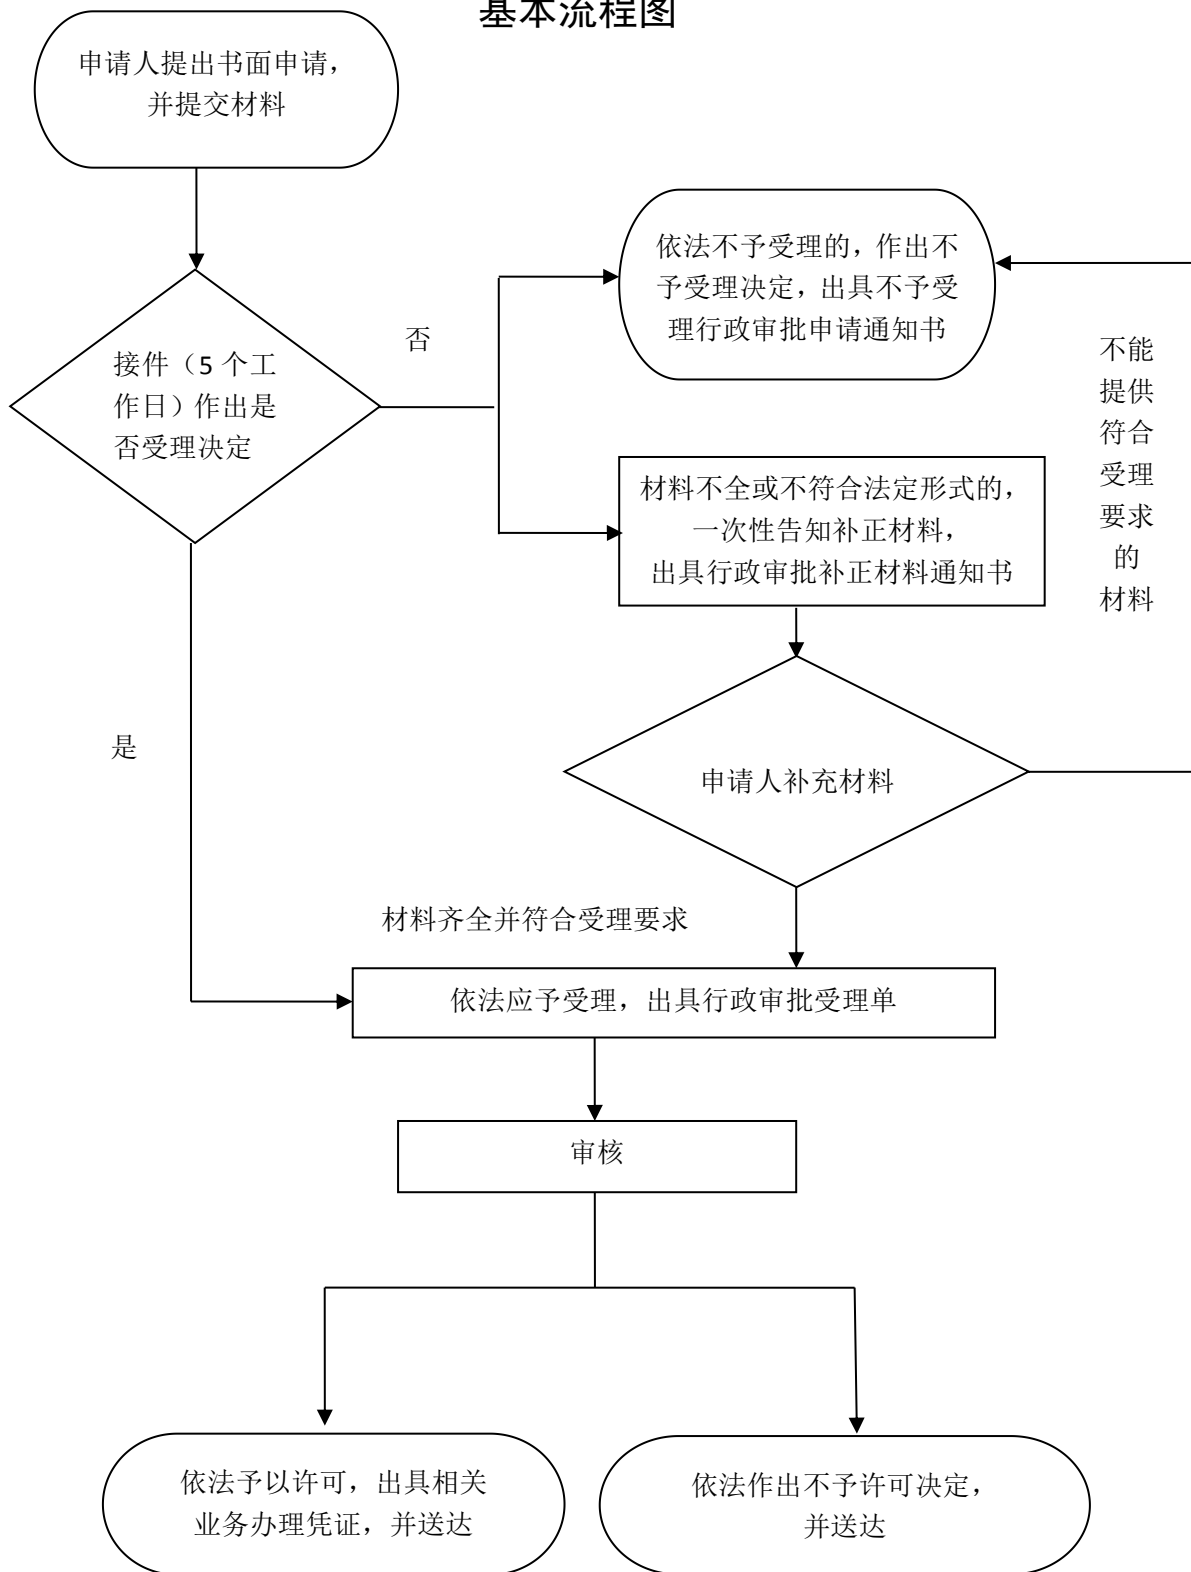 基本流程图
申请人提出书面申请，
并提交材料
依法不予受理的，作出不
予受理决定，出具不予受
理行政审批申请通知书
否
不能
提供
符合
受理
要求
的
材料
接件（5 个工
作日）作出是
否受理决定
材料不全或不符合法定形式的，
一次性告知补正材料，
出具行政审批补正材料通知书
是
申请人补充材料
材料齐全并符合受理要求
依法应予受理，出具行政审批受理单
审核
依法予以许可，出具相关
业务办理凭证，并送达
依法作出不予许可决定，
并送达